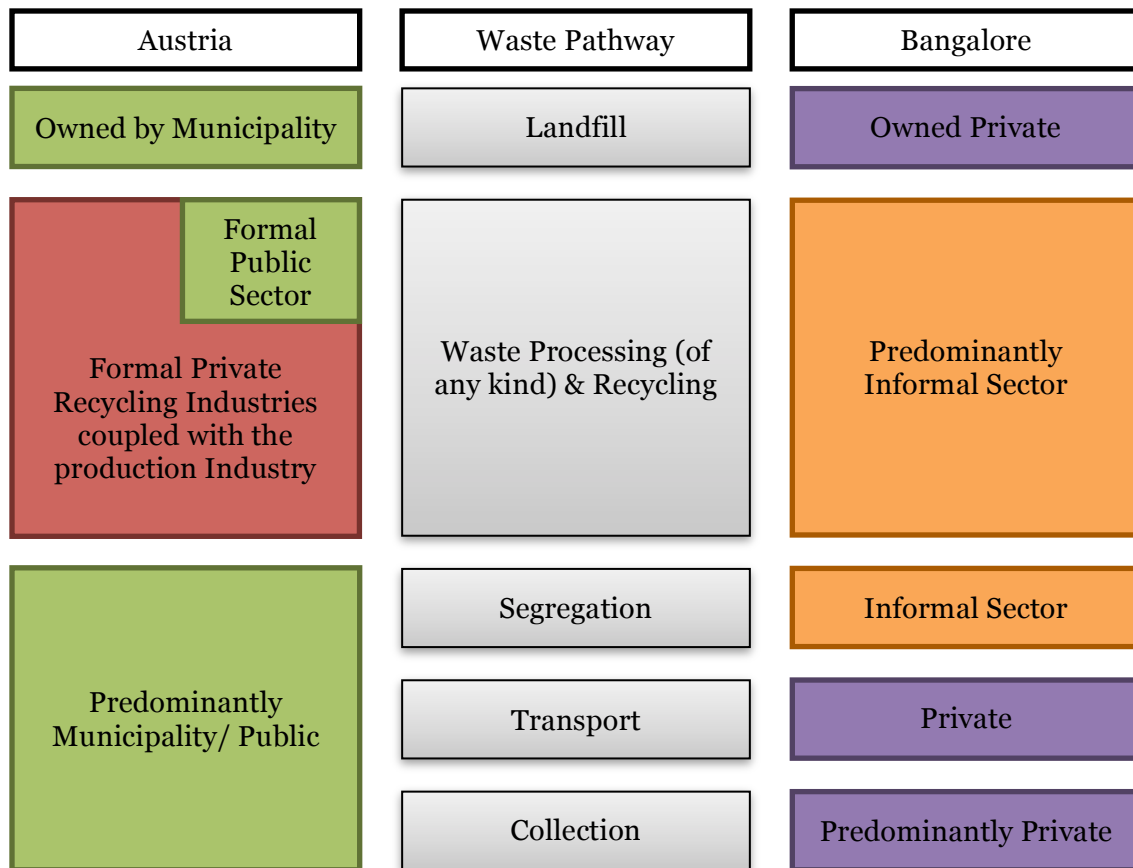 Austria
Waste Pathway
Bangalore
Owned by Municipality
Landfill
Owned Private
Formal
Public
Sector
Formal Private
Recycling Industries
coupled with the
production Industry
Waste Processing (of
any kind) & Recycling
Predominantly
Informal Sector
Predominantly
Municipality/ Public
Segregation
Informal Sector
Transport
Private
Collection
Predominantly Private